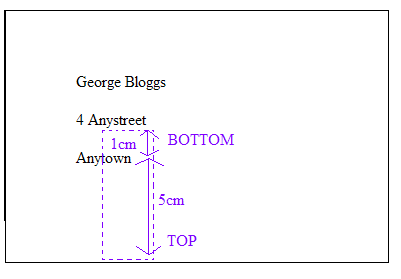 George Bloggs
4 Anystreet
BOTTOM
1cm
Anytown
5cm
TOP